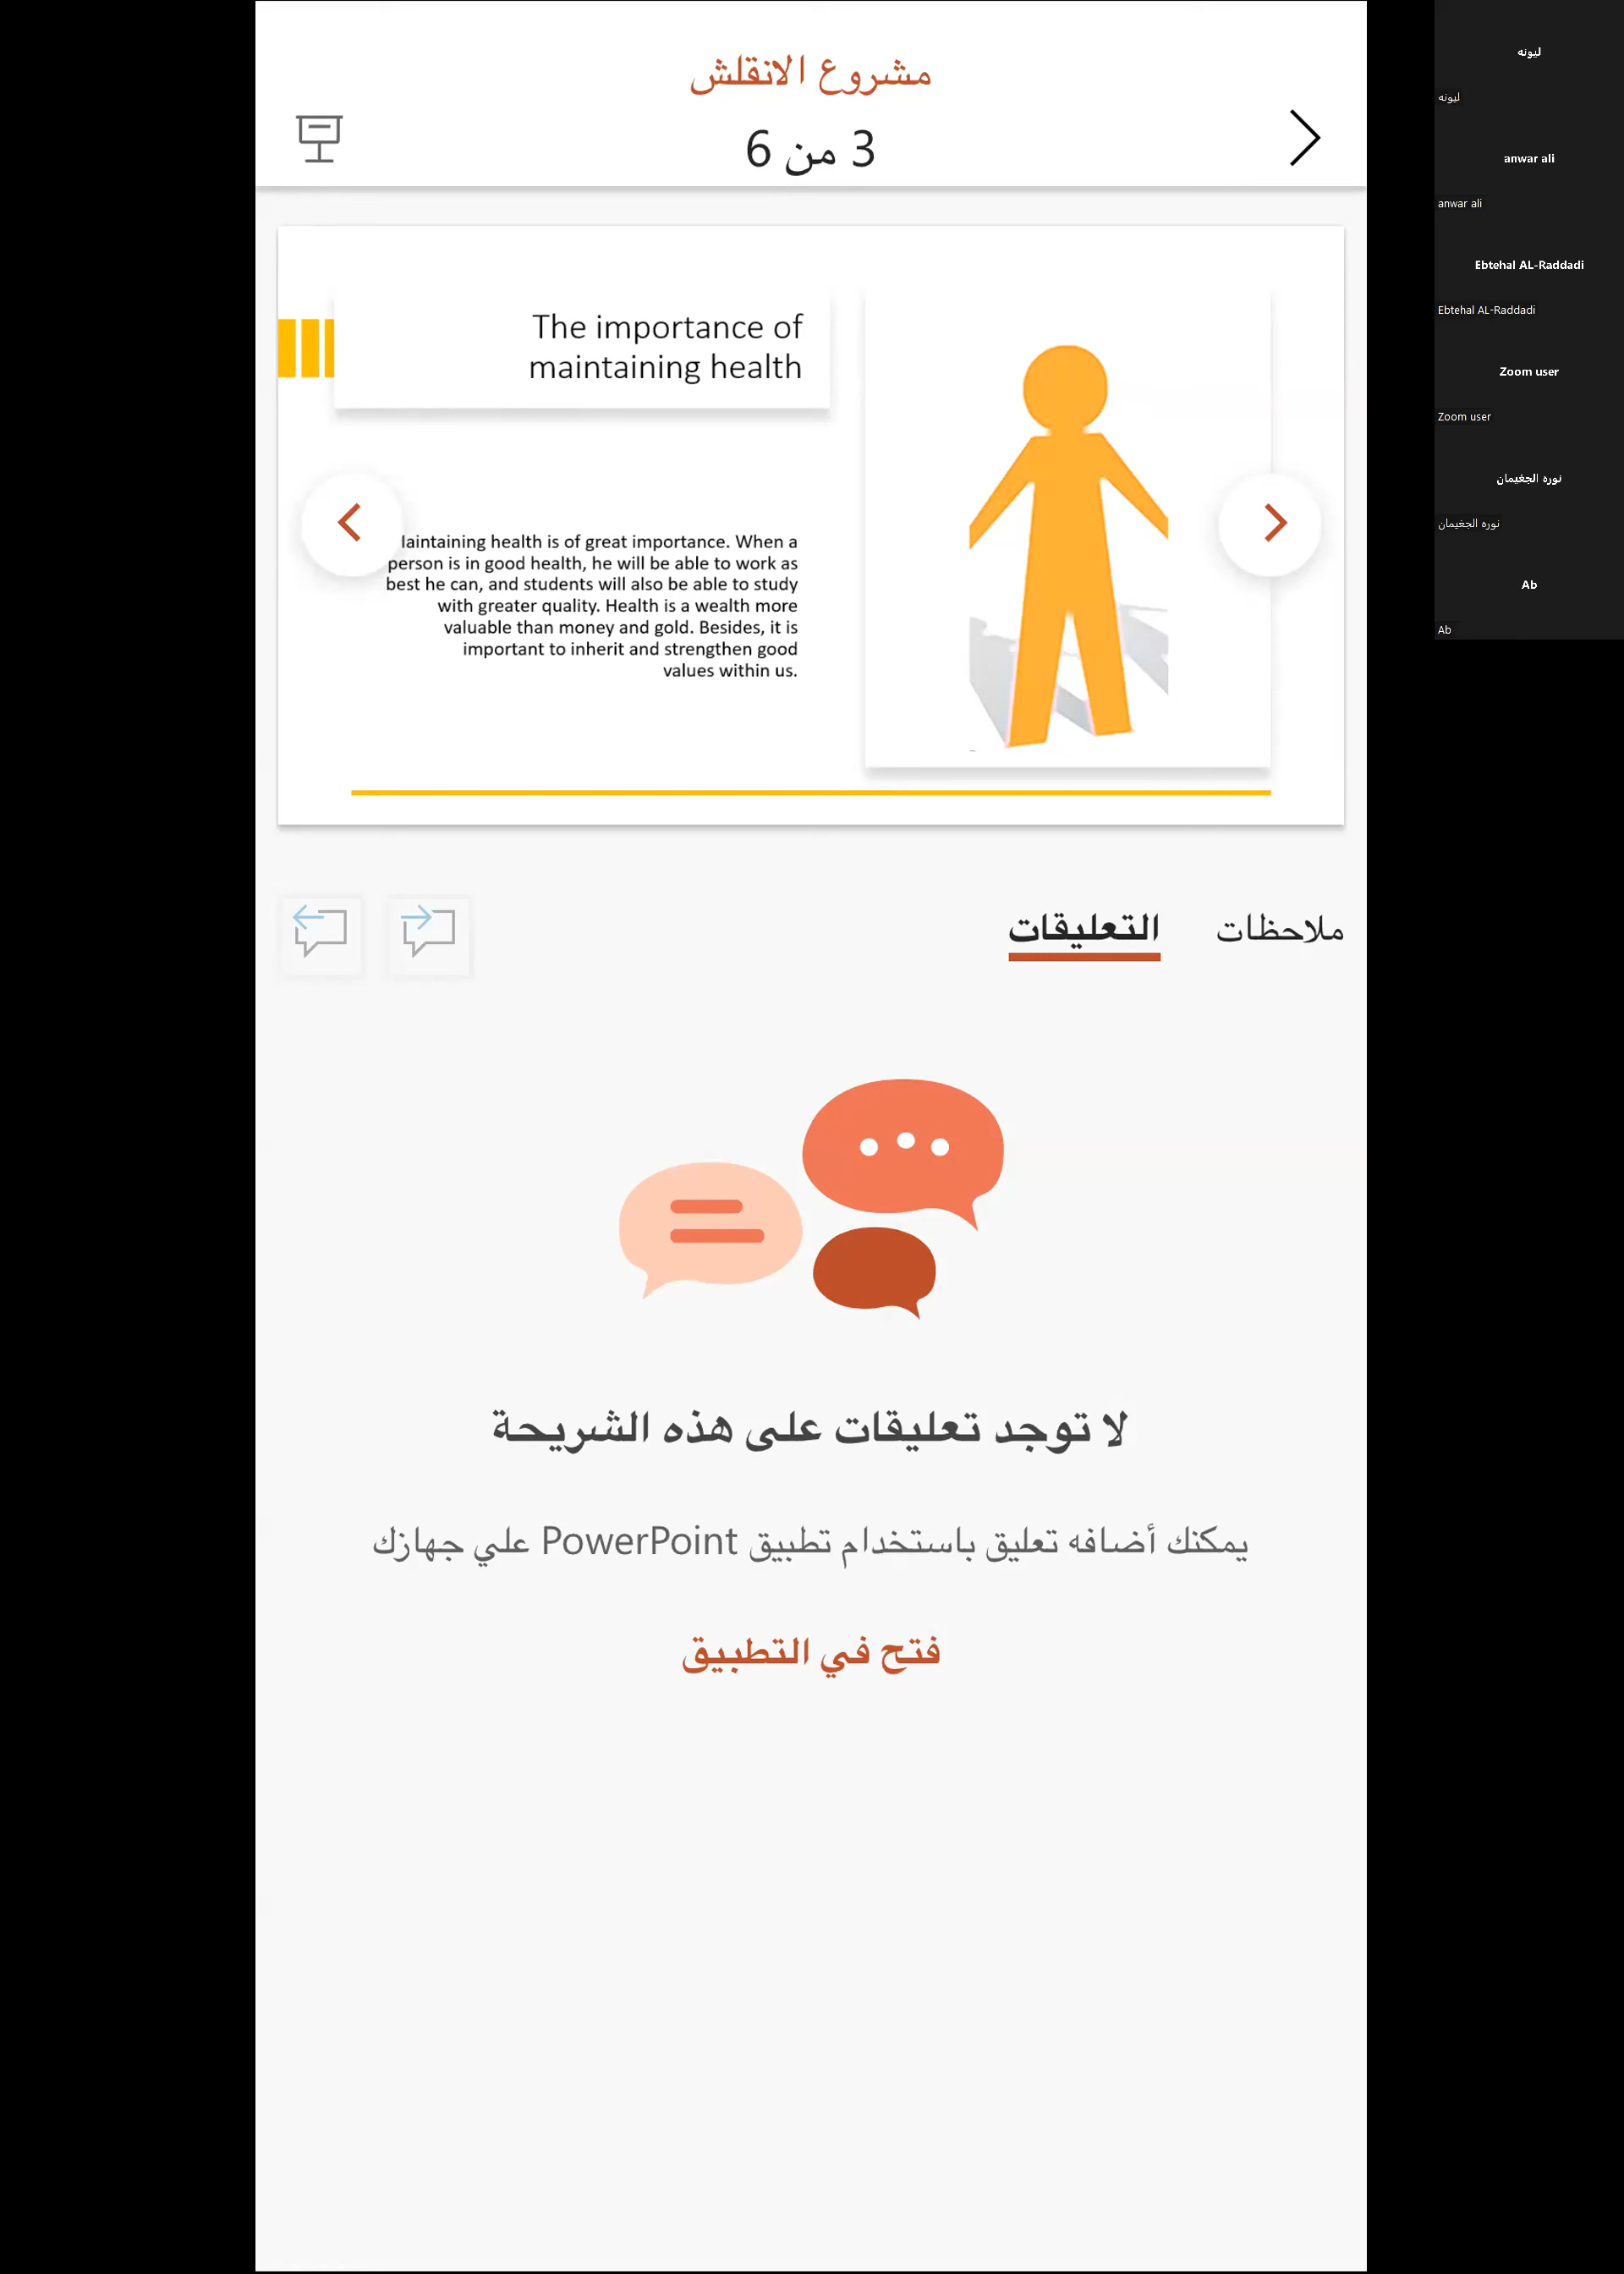 مشروع الانقلش
3 من 6
The importance of
maintaining health
laintaining health is of great importance. When a
person is in good health, he will be able to work as
best he can, and students will also be able to study
with greater quality. Health is a wealth more
valuable than money and gold. Besides, it is
important to inherit and strengthen good
values within us.
ملاحظات
التعليقات
لا توجد تعليقات على هذه الشريحة
يمكنك أضافه تعليق باستخدام تطبيق PowerPoint علي جهازك
فتح في التطبيق
ليونه
ليونه
anwar ali
anwar ali
Ebtehal AL-Raddadi
Ebtehal AL-Raddadi
Zoom user
Zoom user
نوره الجغيمان
نوره الجغيمان
Ab
Ab